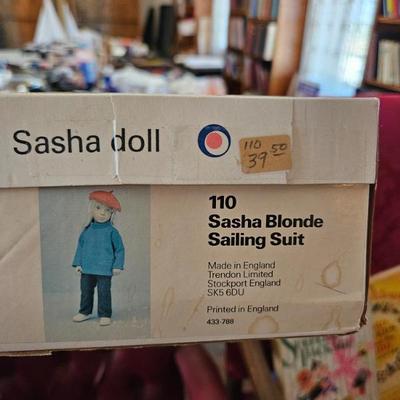 Sasha doll
110
39 50
110
Sasha Blonde
Sailing Suit
Made in England
Trendon Limited
Stockport England
SK5 6DU
Printed in England
433·788